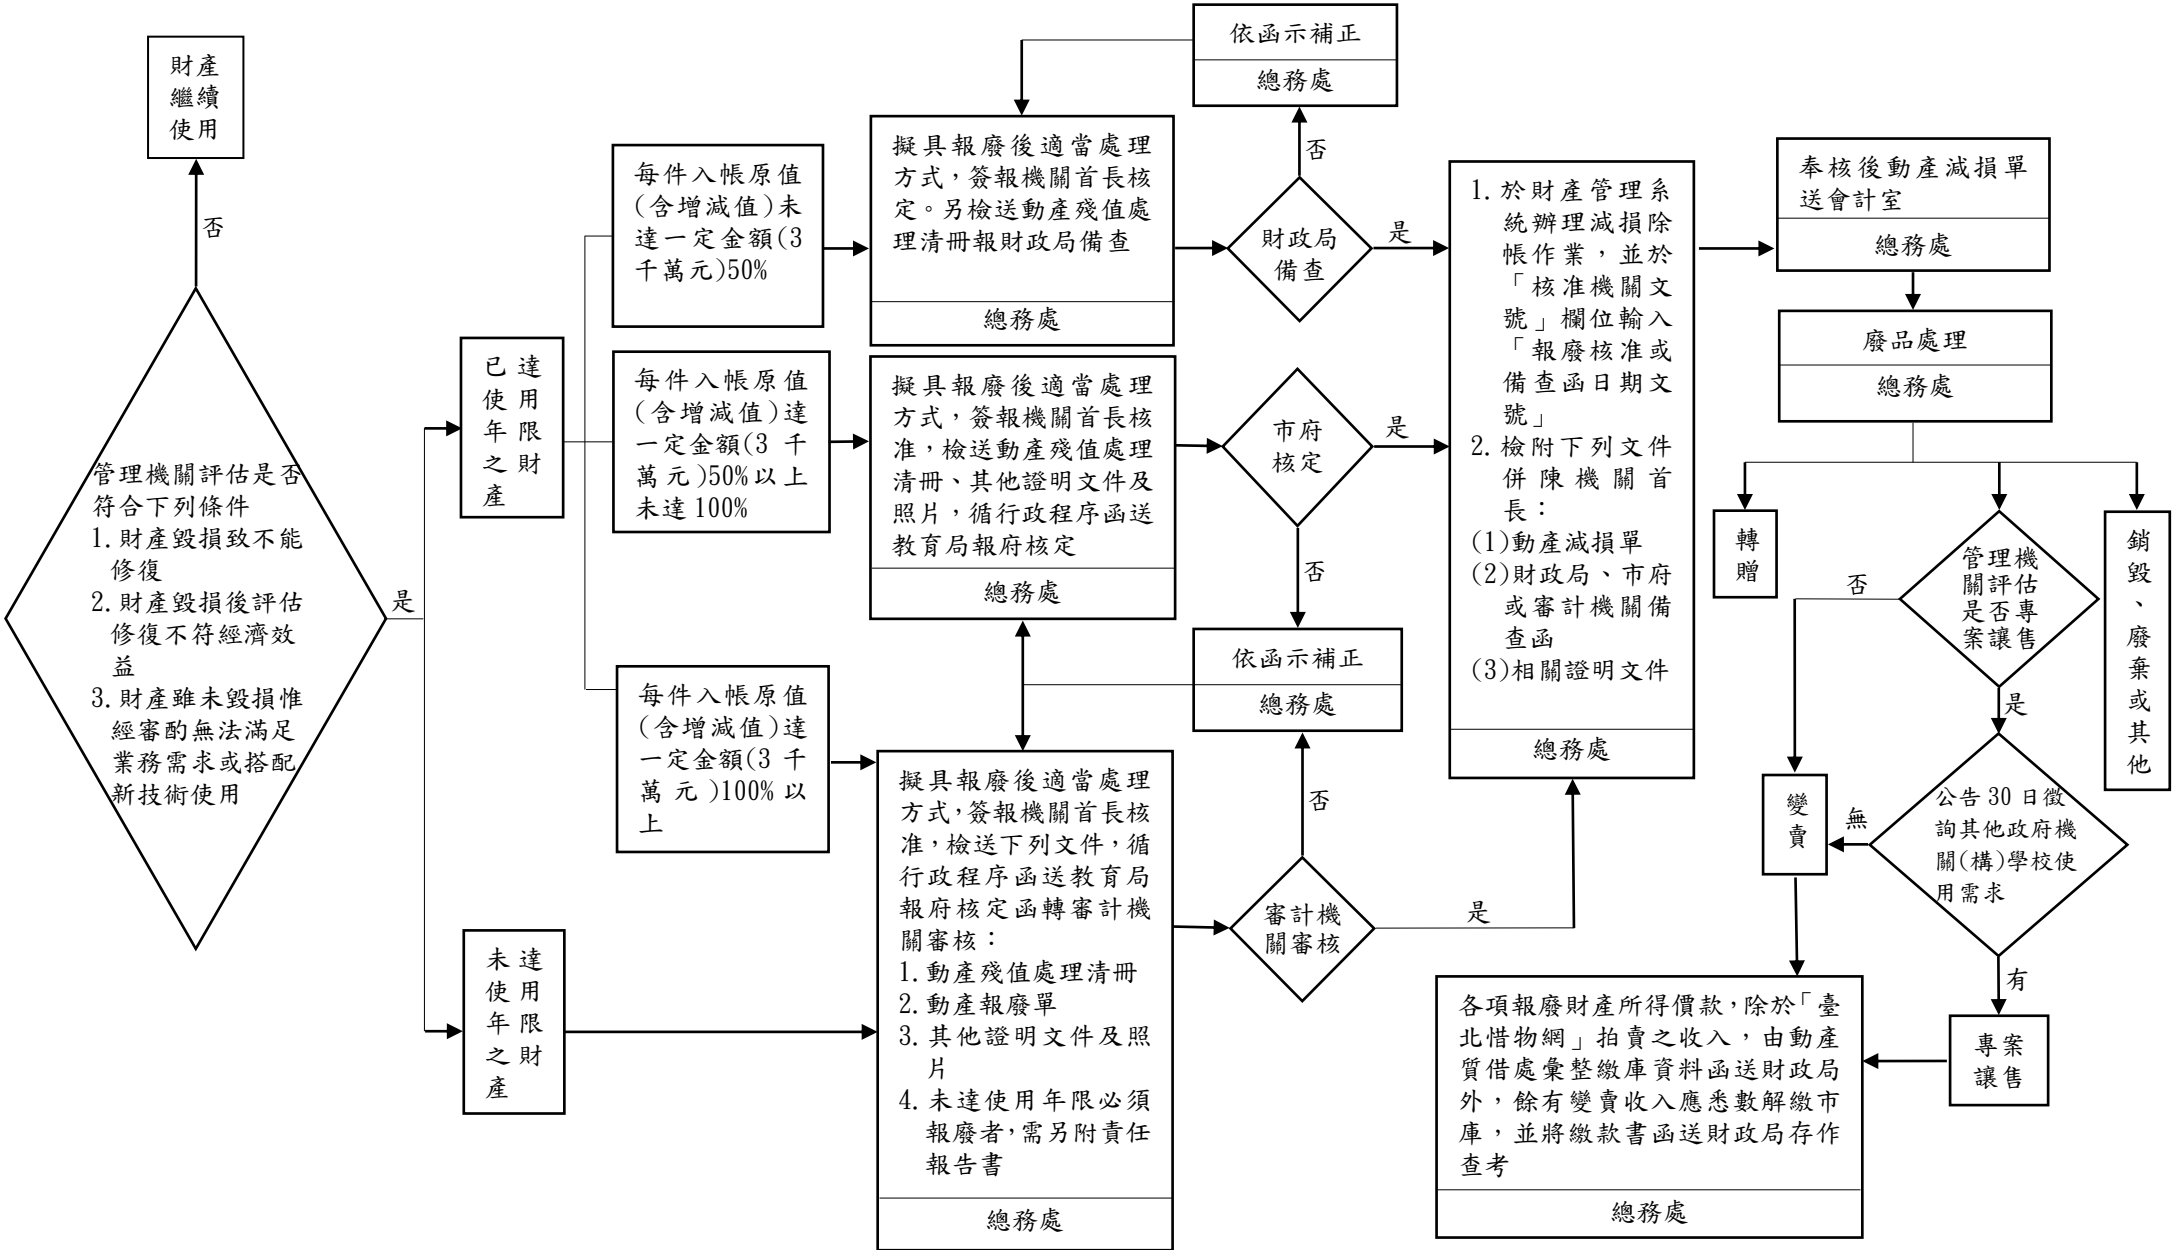 財產
繼續
使用
否
管理機關評估是否
符合下列條件
1.財產毀損致不能
修復
2.財產毀損後評估
修復不符經濟效
益
3.財產雖未毀損惟
經審酌無法滿足
業務需求或搭配
新技術使用
是
已達
使用
年限
之財
產
未達
使用
年限
之財
產
每件入帳原值
(含增減值)未
達一定金額(3
千萬元)50%
每件入帳原值
(含增減值)達
一定金額(3 千
萬元)50%以上
未達100%
每件入帳原值
(含增減值)達
一定金額(3 千
萬元)100%以
上
依函示補正
總務處
擬具報廢後適當處理
方式,簽報機關首長核
定。另檢送動產殘值處
理清冊報財政局備查
總務處
否
財政局
備查
是
擬具報廢後適當處理
方式,簽報機關首長核
准,檢送動產殘值處理
清冊、其他證明文件及
照片,循行政程序函送
教育局報府核定
總務處
市府
核定
是
否
依函示補正
總務處
擬具報廢後適當處理
方式,簽報機關首長核
准,檢送下列文件,循
行政程序函送教育局
報府核定函轉審計機
關審核:
1.動產殘值處理清冊
2.動產報廢單
3.其他證明文件及照
片
4.未達使用年限必須
報廢者,需另附責任
報告書
總務處
否
審計機
關審核
是
1.於財產管理系
統辦理減損除
帳作業,並於
「核准機關文
號」欄位輸入
「報廢核准或
備查函日期文
號」
2.檢附下列文件
併陳機關首
長:
(1)動產減損單
(2)財政局、市府
或審計機關備
查函
(3)相關證明文件
總務處
奉核後動產減損單
送會計室
總務處
廢品處理
總務處
轉
贈
管理機
關評估
是否專
案讓售
否
是
銷
毀
、
廢
棄
或
其
他
變
賣
無
公告30日徵
詢其他政府機
關(構)學校使
用需求
有
專案
讓售
各項報廢財產所得價款,除於「臺
北惜物網」拍賣之收入,由動產
質借處彙整繳庫資料函送財政局
外,餘有變賣收入應悉數解繳市
庫,並將繳款書函送財政局存作
查考
總務處